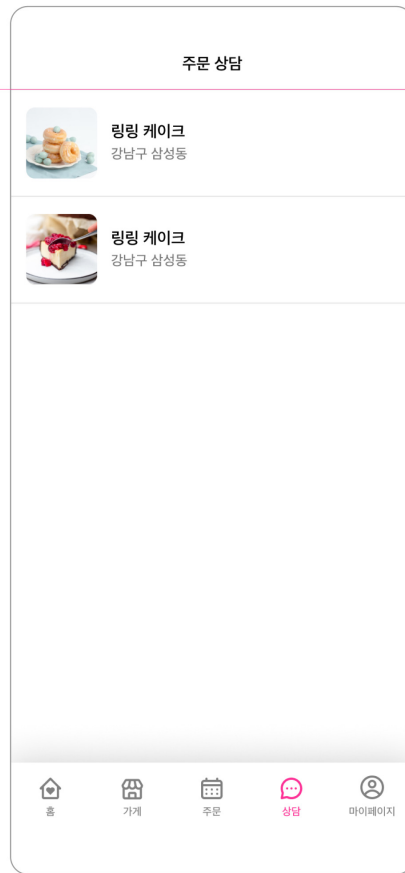 주문 상담
링링 케이크
강남구 삼성동
링링 케이크
강남구 삼성동
홈
가게
주문
상담
마이페이지